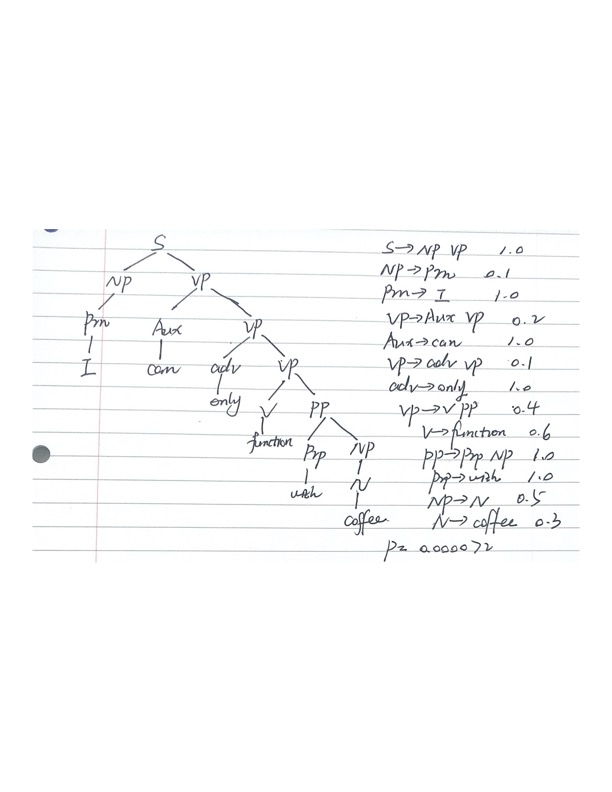 S
NP VP
Prn Aux VP
I can adv VP
only V PP
function Prp NP
with N
coffee
S→NP VP 1.0
NP→Prn 0.1
Prn→I 1.0
VP→Aux VP 0.2
Aux→can 1.0
VP→adv VP 0.1
adv→only 1.0
VP→V PP 0.4
V→function 0.6
PP→Prp NP 1.0
Prp→with 1.0
NP→N 0.5
N→coffee 0.3
P= 0.000072